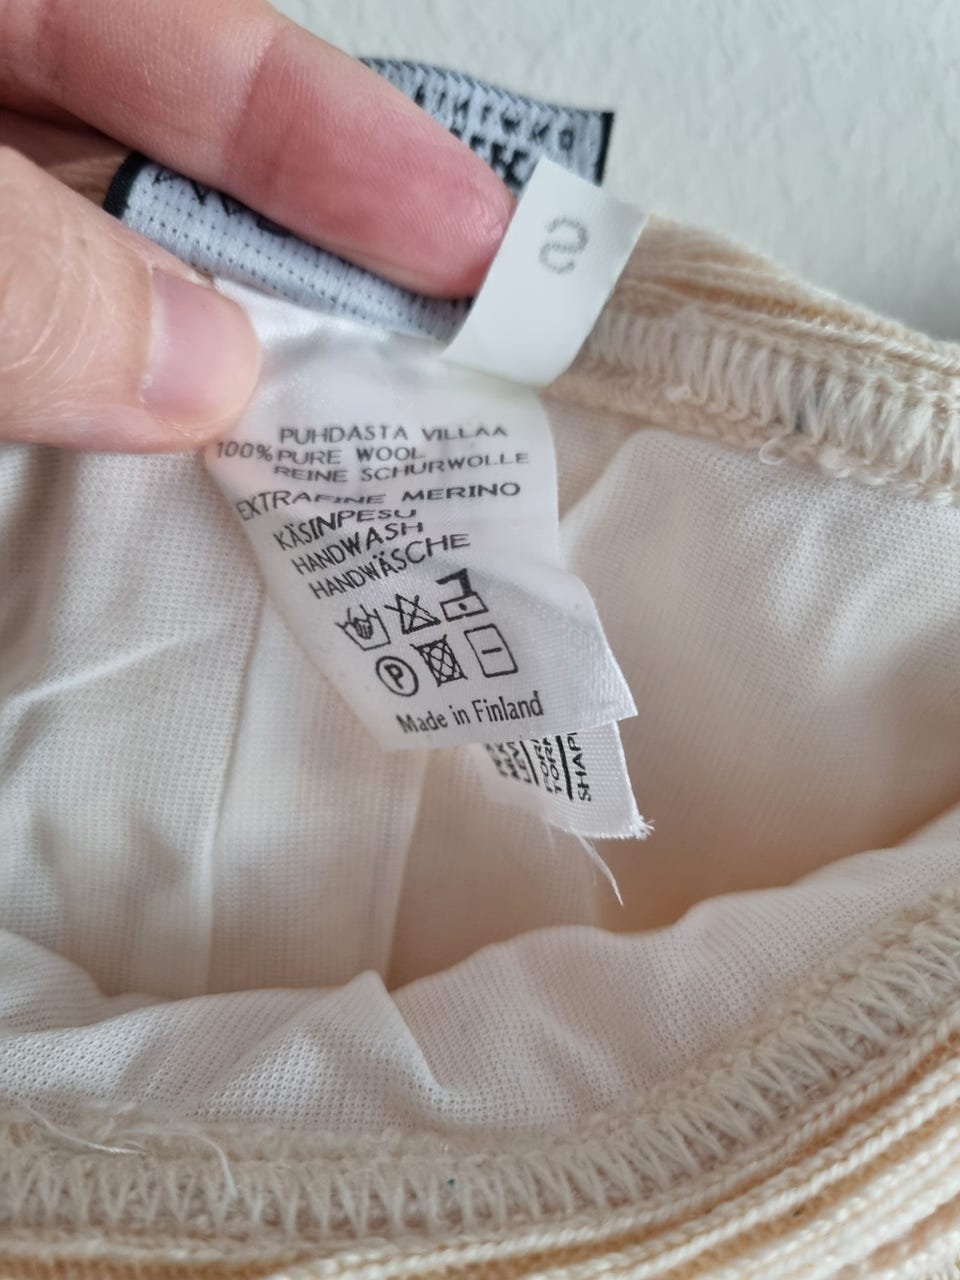 S
PUHDASTA VILLAA
100% PURE WOOL
REINE SCHURWOLLE
EXTRAFINE MERINO
KÄSINPESU
HANDWASH
HANDWÄSCHE
P
Made in Finland